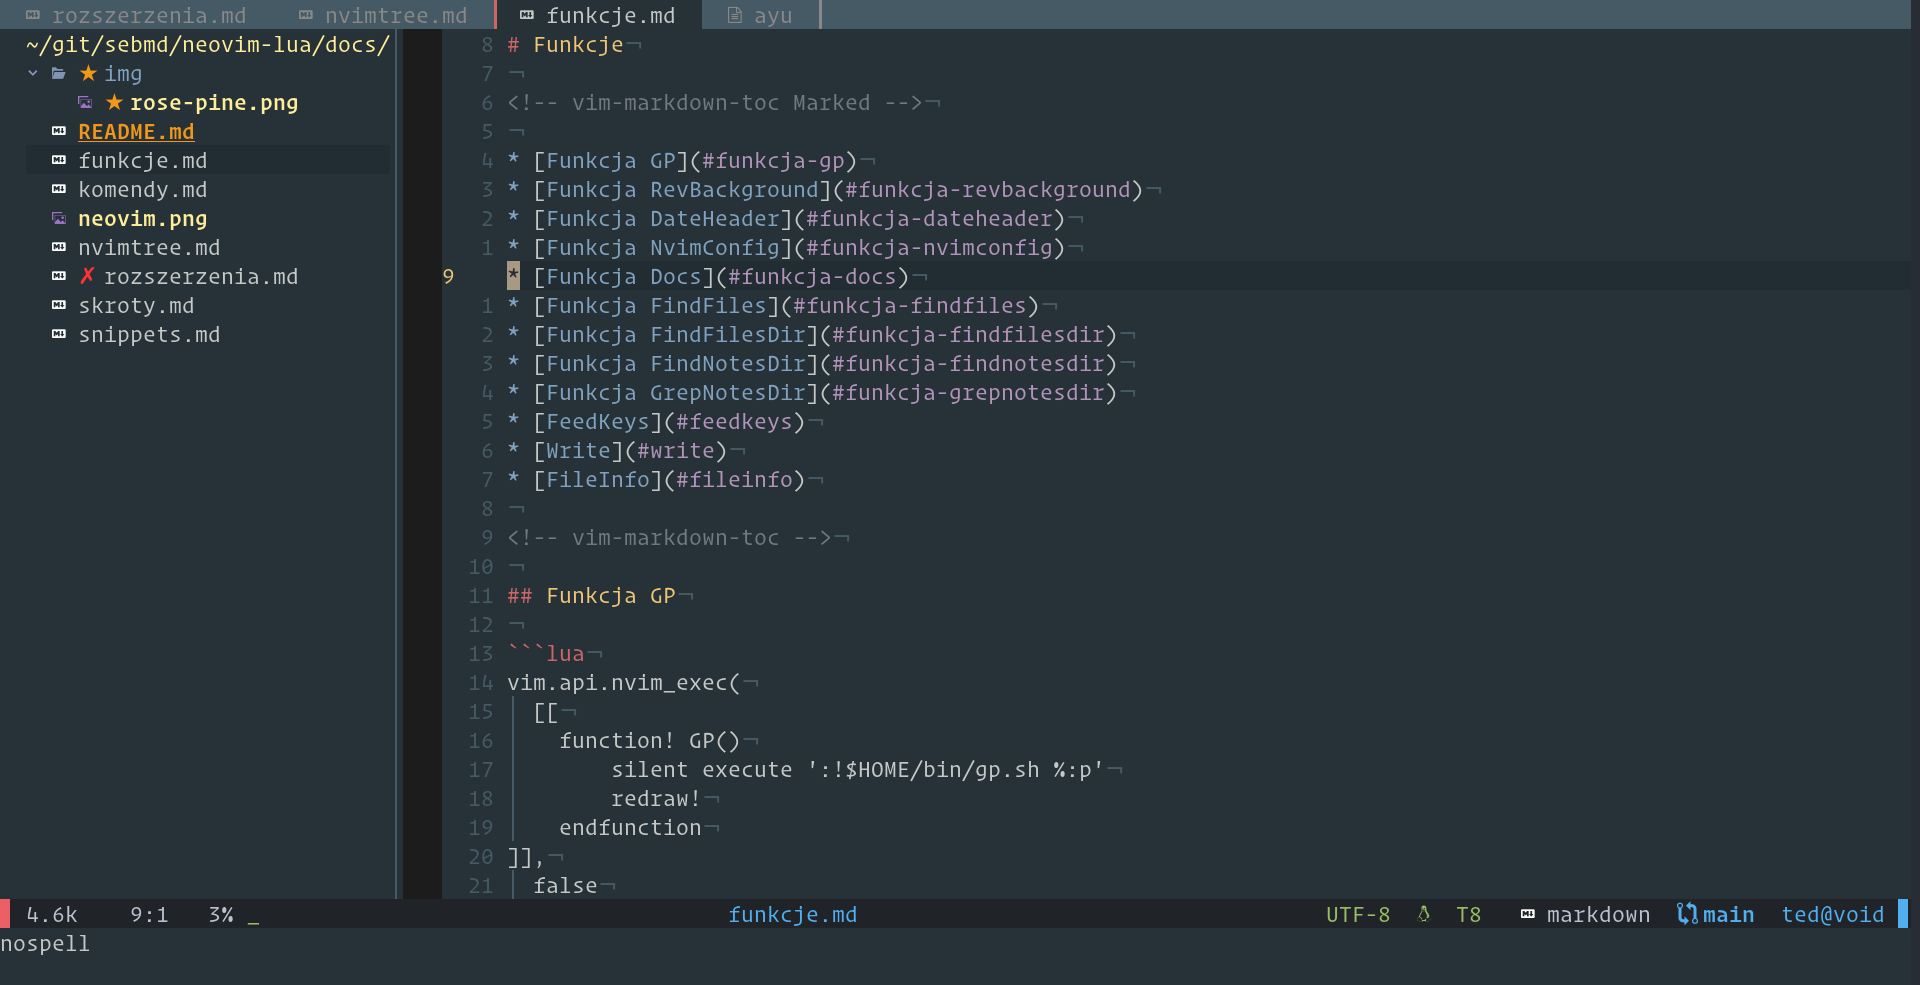 rozszerzenia.md nvimtree.md funkcje.md ayu
~/git/sebmd/neovim-lua/docs/
img
rose-pine.png
README.md
funkcje.md
komendy.md
neovim.png
nvimtree.md
✗ rozszerzenia.md
skroty.md
snippets.md
8 # Funkcje¬
7 ¬
6 <!-- vim-markdown-toc Marked -->¬
5 ¬
4 * [Funkcja GP](#funkcja-gp)¬
3 * [Funkcja RevBackground](#funkcja-revbackground)¬
2 * [Funkcja DateHeader](#funkcja-dateheader)¬
1 * [Funkcja NvimConfig](#funkcja-nvimconfig)¬
9 * [Funkcja Docs](#funkcja-docs)¬
1 * [Funkcja FindFiles](#funkcja-findfiles)¬
2 * [Funkcja FindFilesDir](#funkcja-findfilesdir)¬
3 * [Funkcja FindNotesDir](#funkcja-findnotesdir)¬
4 * [Funkcja GrepNotesDir](#funkcja-grepnotesdir)¬
5 * [FeedKeys](#feedkeys)¬
6 * [Write](#write)¬
7 * [FileInfo](#fileinfo)¬
8 ¬
9 <!-- vim-markdown-toc -->¬
10 ¬
11 ## Funkcja GP¬
12 ¬
13 ```lua¬
14 vim.api.nvim_exec(¬
15 [[¬
16 function! GP()¬
17 silent execute ':!$HOME/bin/gp.sh %:p'¬
18 redraw!¬
19 endfunction¬
20 ]],¬
21 false¬
4.6k 9:1 3% _ funkcje.md UTF-8 T8 markdown main ted@void
nospell